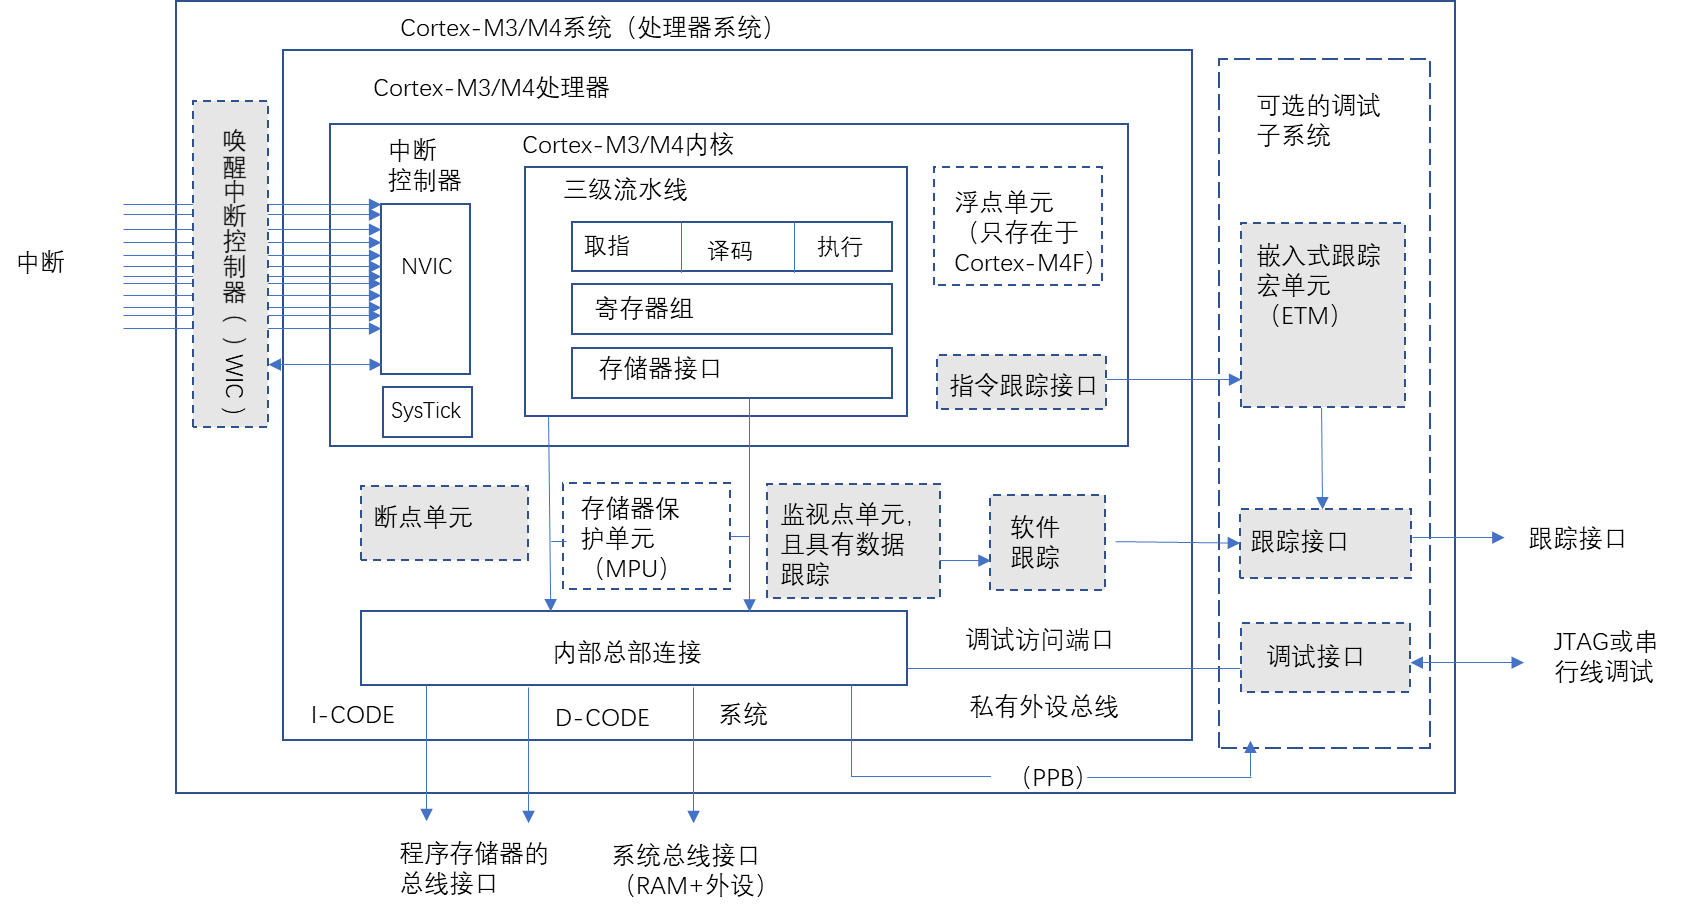 Cortex-M3/M4系统（处理器系统）
Cortex-M3/M4处理器
可选的调试
子系统
唤醒中断控制器（）WIC）
中断
控制器
Cortex-M3/M4内核
三级流水线
取指
译码
执行
浮点单元
（只存在于
Cortex-M4F）
中断
NVIC
嵌入式跟踪
宏单元
（ETM）
寄存器组
存储器接口
指令跟踪接口
SysTick
断点单元
存储器保
护单元
（MPU）
监视点单元，
且具有数据
跟踪
软件
跟踪
跟踪接口
跟踪接口
内部总部连接
调试访问端口
调试接口
JTAG或串
行线调试
I-CODE
D-CODE
系统
私有外设总线
（PPB）
程序存储器的
总线接口
系统总线接口
（RAM+外设）